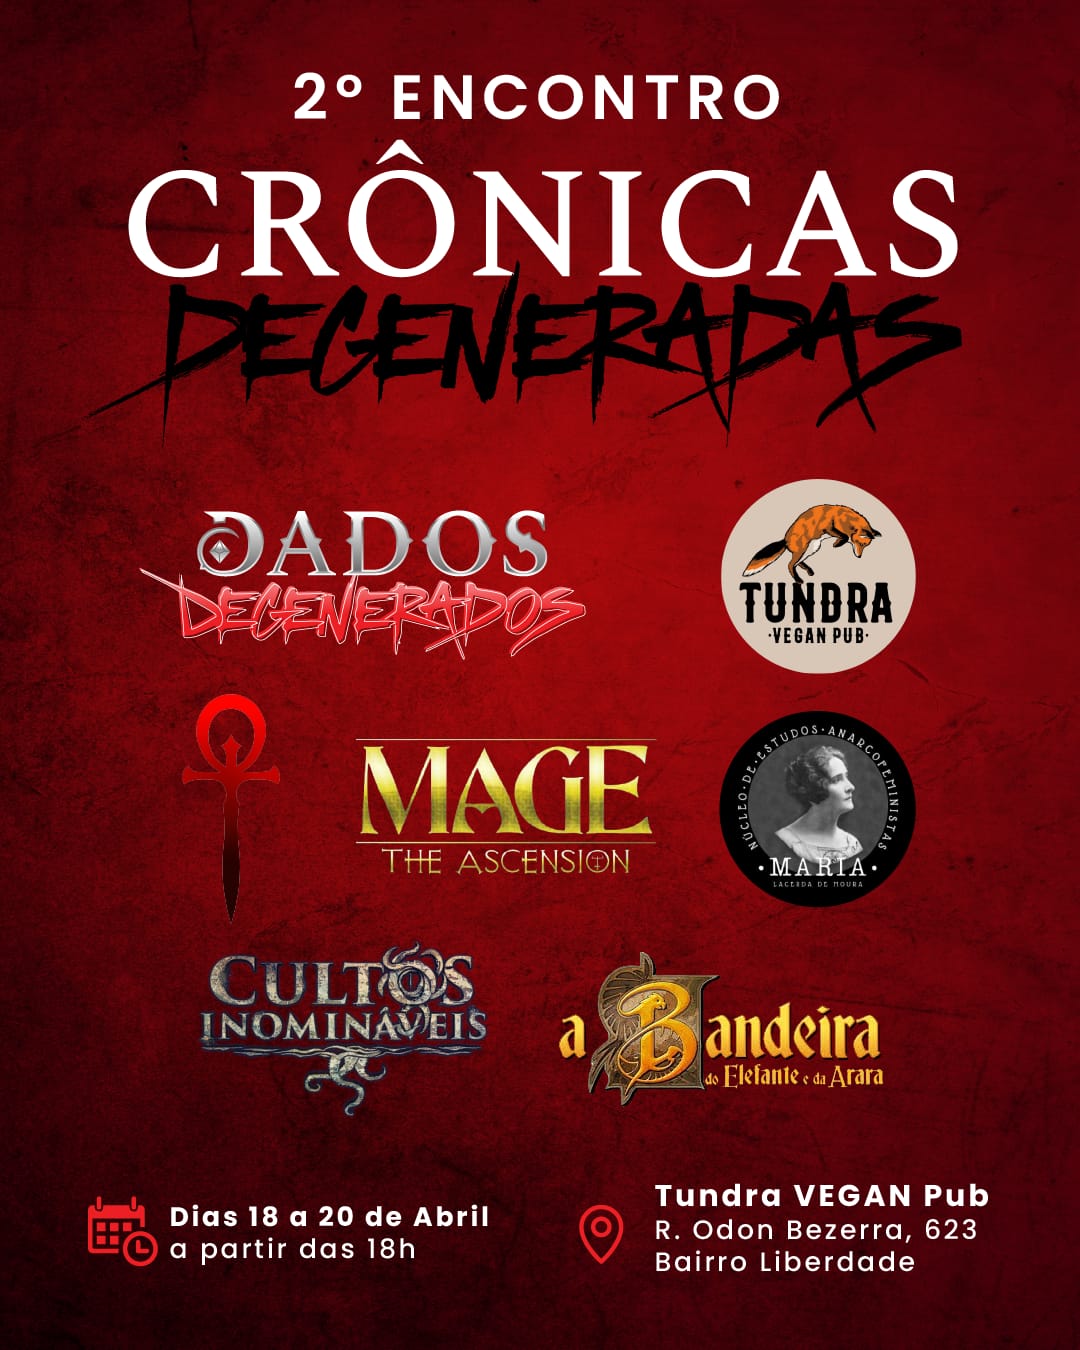 2º ENCONTRO
CRÔNICAS
DEGENERADAS
DADOS
DEGENERADOS
TUNDRA
·VEGAN PUB·
MAGE
THE ASCENSION
NÚCLEO·DE·ESTUDOS·ANARCOFEMINISTAS
·MARIA·
LACERDA DE MOURA
CULTOS
INOMINÁVEIS
a Bandeira
do Elefante e da Arara
Dias 18 a 20 de Abril
a partir das 18h
Tundra VEGAN Pub
R. Odon Bezerra, 623
Bairro Liberdade